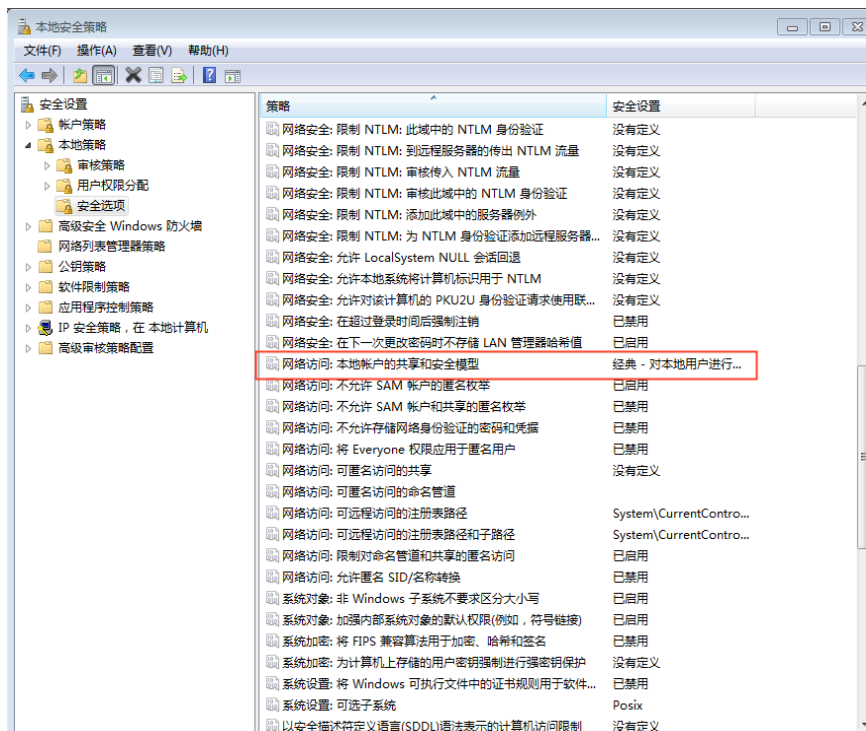 本地安全策略
文件(F) 操作(A) 查看(V) 帮助(H)
安全设置
帐户策略
本地策略
审核策略
用户权限分配
安全选项
高级安全 Windows 防火墙
网络列表管理器策略
公钥策略
软件限制策略
应用程序控制策略
IP 安全策略，在 本地计算机
高级审核策略配置
策略 安全设置
网络安全: 限制 NTLM: 此域中的 NTLM 身份验证 没有定义
网络安全: 限制 NTLM: 到远程服务器的传出 NTLM 流量 没有定义
网络安全: 限制 NTLM: 审核传入 NTLM 流量 没有定义
网络安全: 限制 NTLM: 审核此域中的 NTLM 身份验证 没有定义
网络安全: 限制 NTLM: 添加此域中的服务器例外 没有定义
网络安全: 限制 NTLM: 为 NTLM 身份验证添加远程服务器... 没有定义
网络安全: 允许 LocalSystem NULL 会话回退 没有定义
网络安全: 允许本地系统将计算机标识用于 NTLM 没有定义
网络安全: 允许对该计算机的 PKU2U 身份验证请求使用联... 没有定义
网络安全: 在超过登录时间后强制注销 已禁用
网络安全: 在下一次更改密码时不存储 LAN 管理器哈希值 已启用
网络访问: 本地帐户的共享和安全模型 经典 - 对本地用户进行...
网络访问: 不允许 SAM 帐户的匿名枚举 已启用
网络访问: 不允许 SAM 帐户和共享的匿名枚举 已禁用
网络访问: 不允许存储网络身份验证的密码和凭据 已禁用
网络访问: 将 Everyone 权限应用于匿名用户 已禁用
网络访问: 可匿名访问的共享 没有定义
网络访问: 可匿名访问的命名管道
网络访问: 可远程访问的注册表路径 System\CurrentContro...
网络访问: 可远程访问的注册表路径和子路径 System\CurrentContro...
网络访问: 限制对命名管道和共享的匿名访问 已启用
网络访问: 允许匿名 SID/名称转换 已禁用
系统对象: 非 Windows 子系统不要求区分大小写 已启用
系统对象: 加强内部系统对象的默认权限(例如，符号链接) 已启用
系统加密: 将 FIPS 兼容算法用于加密、哈希和签名 已禁用
系统加密: 为计算机上存储的用户密钥强制进行强密钥保护 没有定义
系统设置: 将 Windows 可执行文件中的证书规则用于软件... 已禁用
系统设置: 可选子系统 Posix
以安全描述符定义语言(SDDL)语法表示的计算机访问限制 没有定义